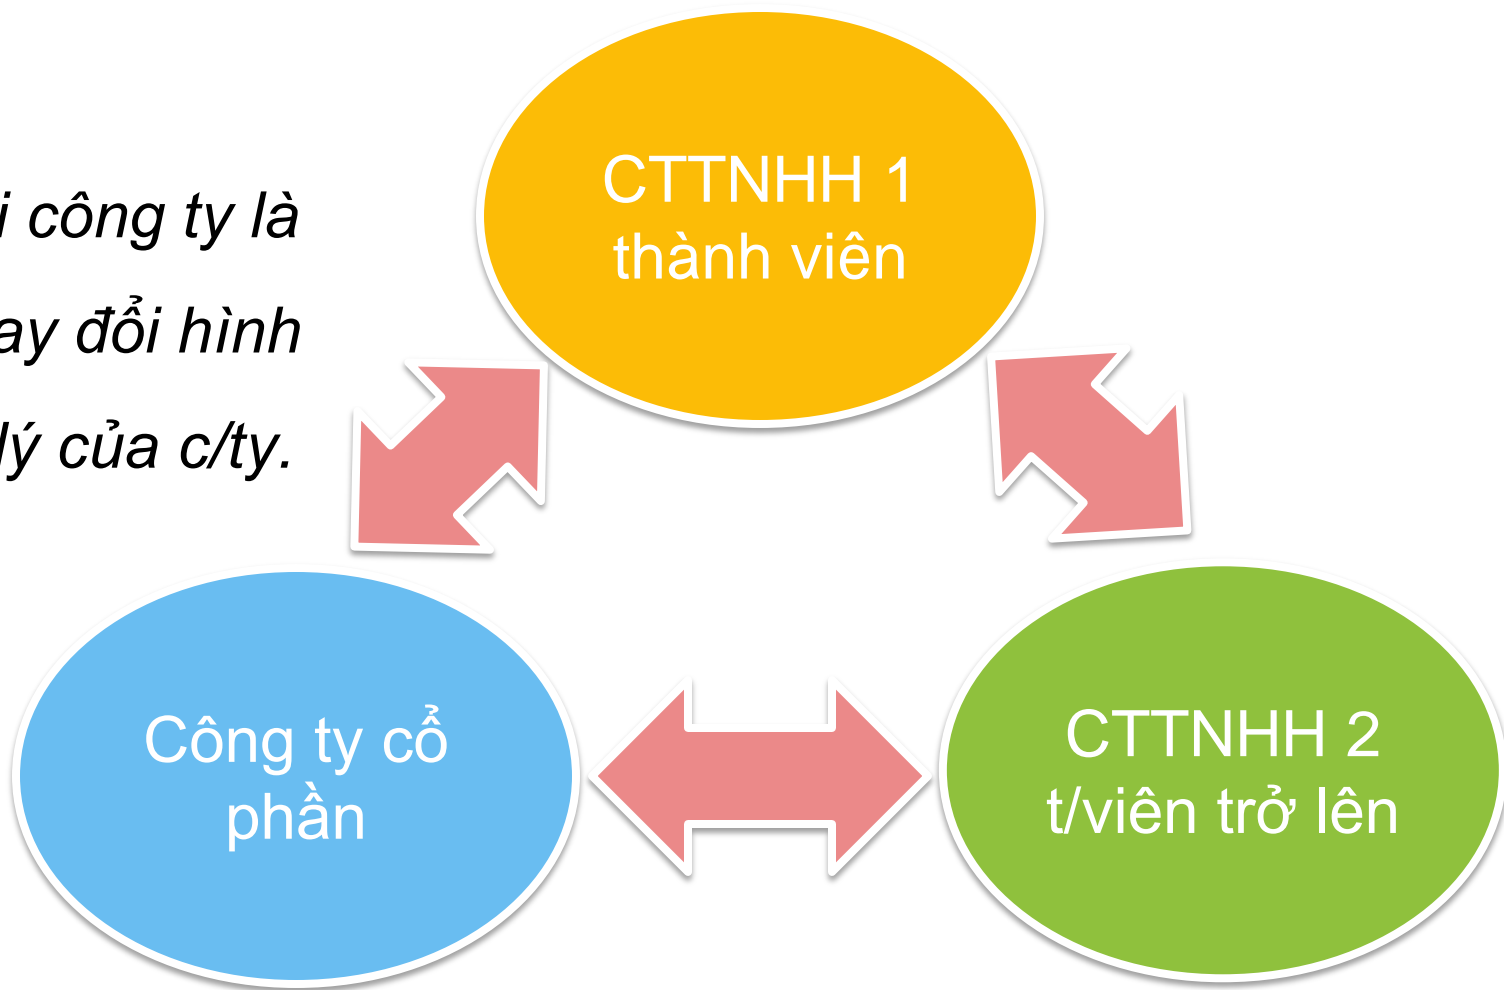 CTTNHH 1
thành viên
công ty là
đổi hình
lý của c/ty.
Công ty cổ
phần
CTTNHH 2
t/viên trở lên